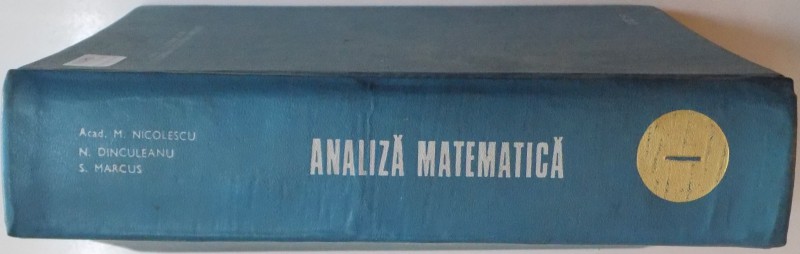 Acad. M. NICOLESCU
N. DINCULEANU
S. MARCUS
ANALIZĂ MATEMATICĂ
I